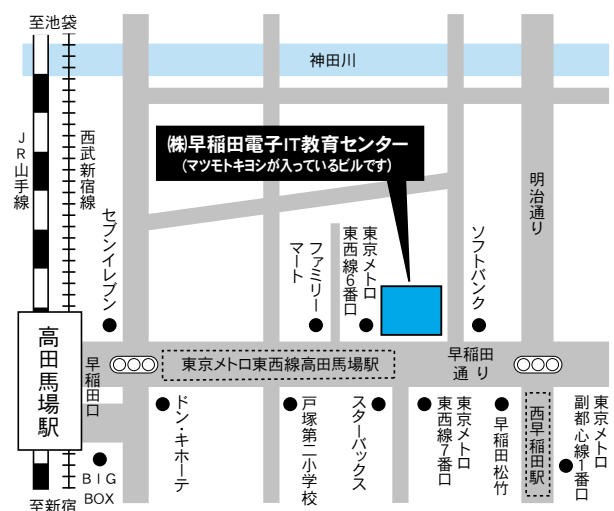 至池袋
神田川
JR山手線
西武新宿線
㈱早稲田電子IT教育センター
(マツモトキヨシが入っているビルです)
明治通り
セブンイレブン
ファミリー
マート
東京メトロ
東西線6番口
ソフトバンク
高田馬場駅
早稲田口
東京メトロ東西線高田馬場駅
早稲田
通り
ドン・キホーテ
戸塚第二小学校
スターバックス
東京メトロ
東西線7番口
早稲田松竹
西早稲田駅
東京メトロ
副都心線1番口
BIG
BOX
至新宿